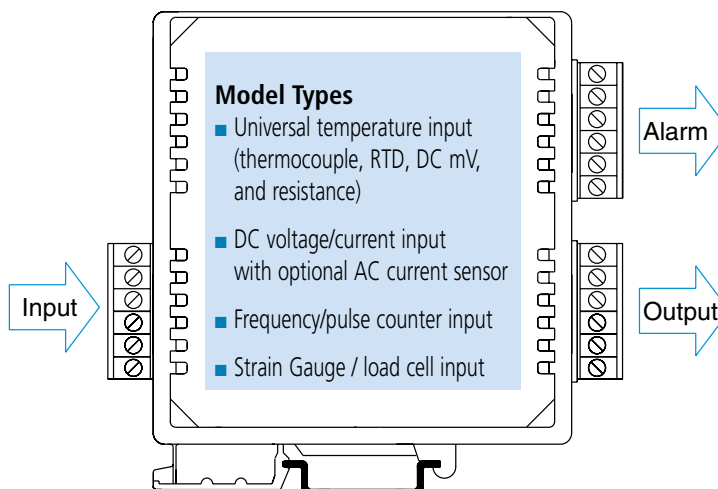 Model Types
■ Universal temperature input
(thermocouple, RTD, DC mV,
and resistance)
■ DC voltage/current input
with optional AC current sensor
■ Frequency/pulse counter input
■ Strain Gauge / load cell input
Alarm
Input
Output